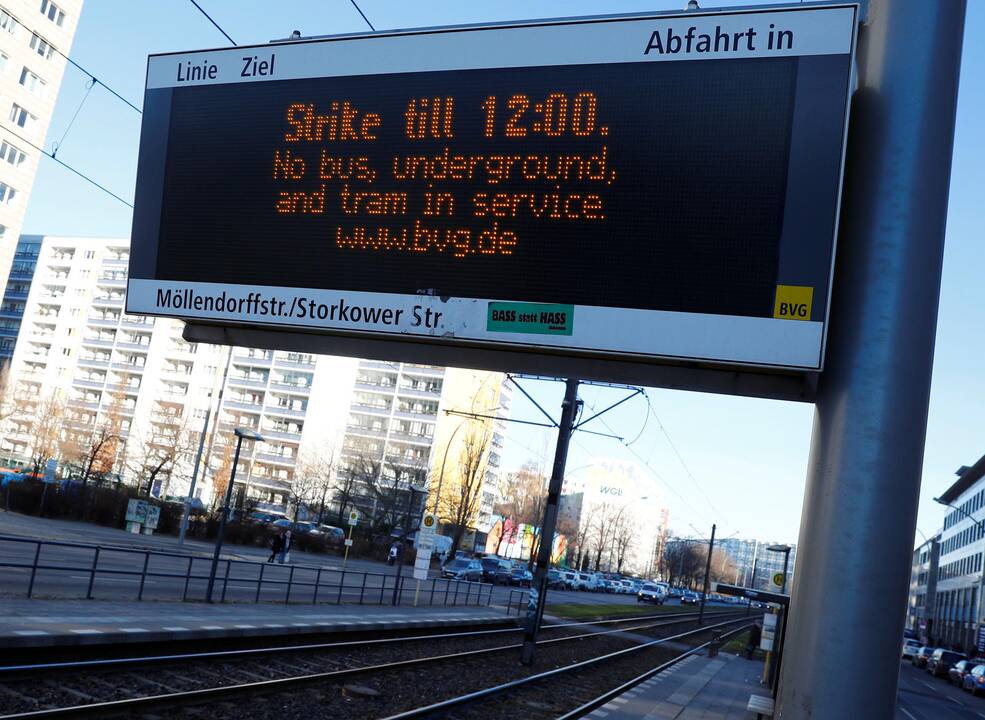 Linie Ziel Abfahrt in
Strike till 12:00.
No bus, underground,
and tram in service.
www.bvg.de
Möllendorffstr./Storkower Str.
BASS statt HASS
BVG
WGLi